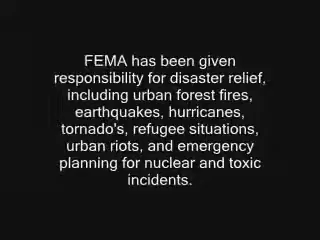 FEMA has been given
responsibility for disaster relief,
including urban forest fires,
earthquakes, hurricanes,
tornado's, refugee situations,
urban riots, and emergency
planning for nuclear and toxic
incidents.